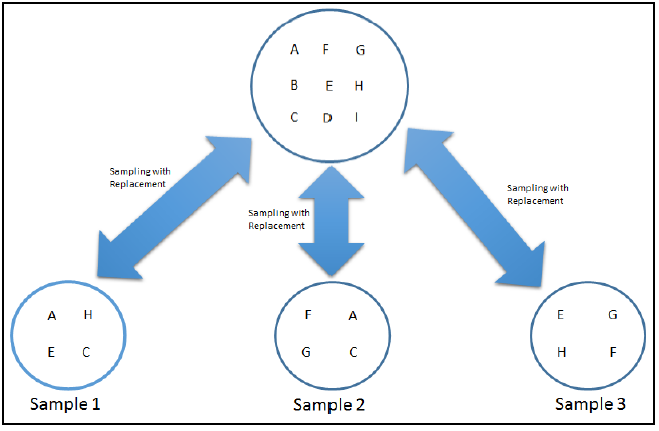 A F G
B E H
C D I
Sampling with
Replacement
Sampling with
Replacement
Sampling with
Replacement
A H
E C
F A
G C
E G
H F
Sample 1
Sample 2
Sample 3